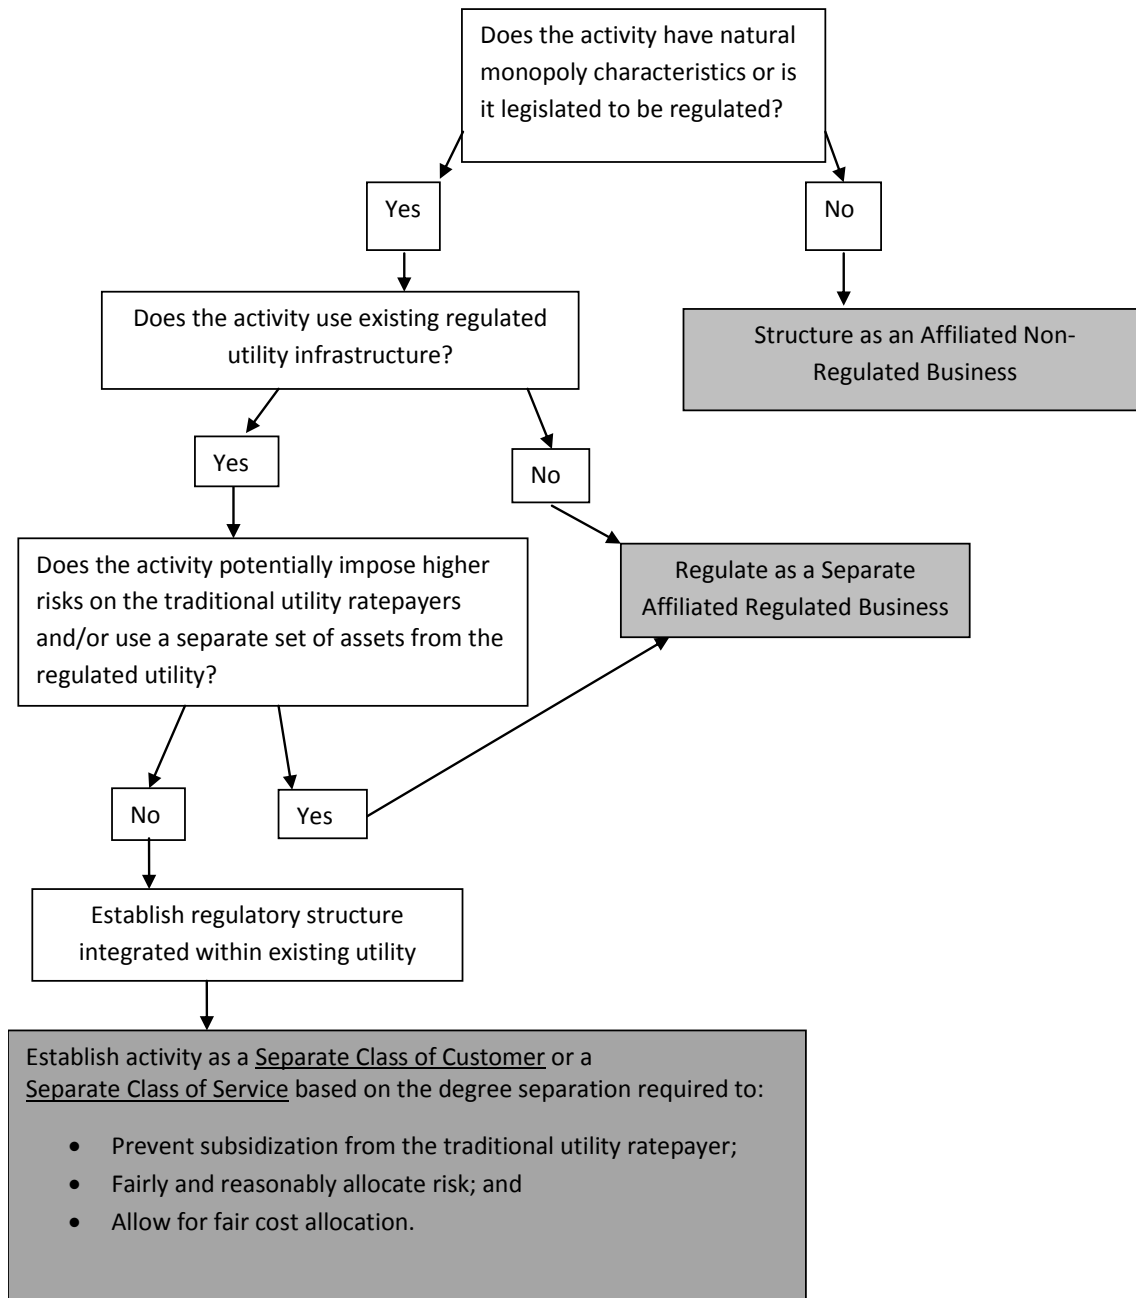 Does the activity have natural
monopoly characteristics or is
it legislated to be regulated?
Yes
No
Does the activity use existing regulated
utility infrastructure?
Structure as an Affiliated Non-
Regulated Business
Yes
No
Does the activity potentially impose higher
risks on the traditional utility ratepayers
and/or use a separate set of assets from the
regulated utility?
Regulate as a Separate
Affiliated Regulated Business
No
Yes
Establish regulatory structure
integrated within existing utility
Establish activity as a Separate Class of Customer or a
Separate Class of Service based on the degree separation required to:
• Prevent subsidization from the traditional utility ratepayer;
• Fairly and reasonably allocate risk; and
• Allow for fair cost allocation.